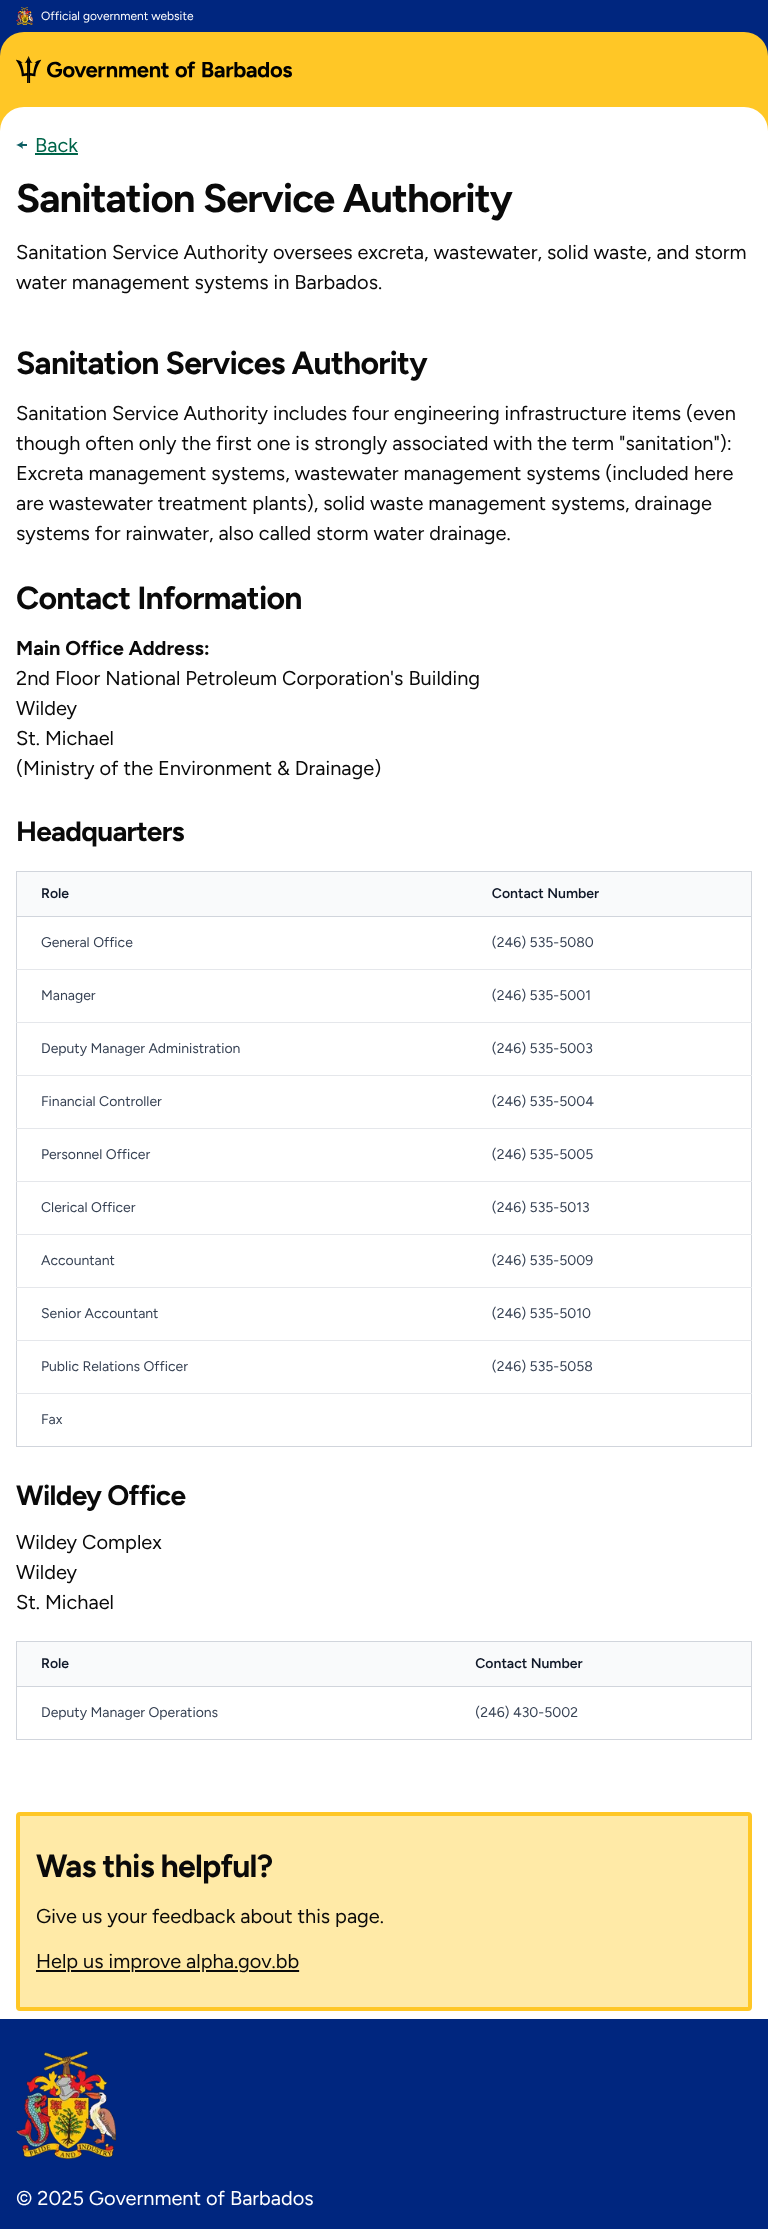 Official government website
Government of Barbados
← Back
Sanitation Service Authority
Sanitation Service Authority oversees excreta, wastewater, solid waste, and storm
water management systems in Barbados.
Sanitation Services Authority
Sanitation Service Authority includes four engineering infrastructure items (even
though often only the first one is strongly associated with the term "sanitation"):
Excreta management systems, wastewater management systems (included here
are wastewater treatment plants), solid waste management systems, drainage
systems for rainwater, also called storm water drainage.
Contact Information
Main Office Address:
2nd Floor National Petroleum Corporation's Building
Wildey
St. Michael
(Ministry of the Environment & Drainage)
Headquarters
Role Contact Number
General Office (246) 535-5080
Manager (246) 535-5001
Deputy Manager Administration (246) 535-5003
Financial Controller (246) 535-5004
Personnel Officer (246) 535-5005
Clerical Officer (246) 535-5013
Accountant (246) 535-5009
Senior Accountant (246) 535-5010
Public Relations Officer (246) 535-5058
Fax
Wildey Office
Wildey Complex
Wildey
St. Michael
Role Contact Number
Deputy Manager Operations (246) 430-5002
Was this helpful?
Give us your feedback about this page.
Help us improve alpha.gov.bb
PRIDE AND INDUSTRY
© 2025 Government of Barbados